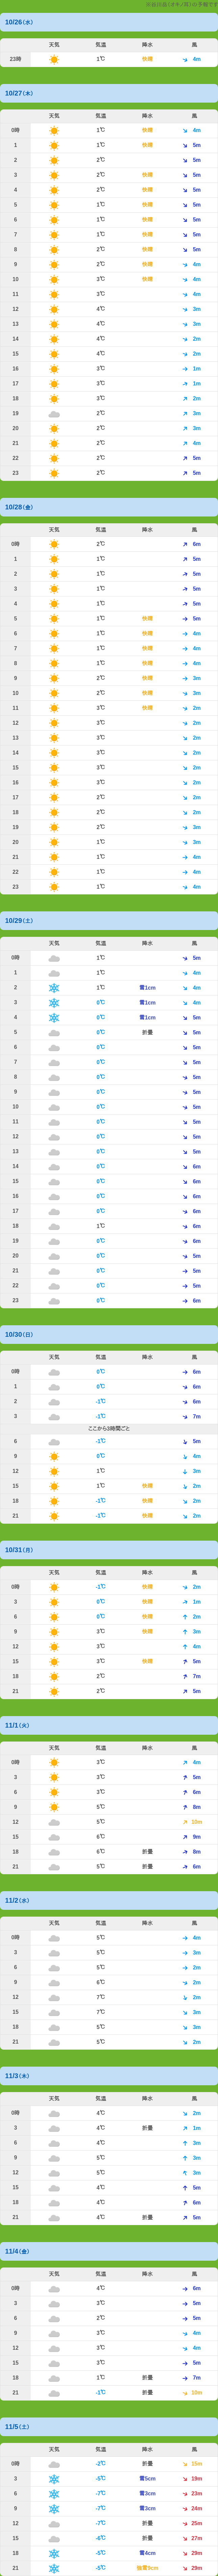 10/26(水)
天気 気温 降水 風
23時 1℃ 快晴 4m
10/27(木)
天気 気温 降水 風
0時 1℃ 快晴 4m
1 1℃ 快晴 5m
2 2℃ 5m
3 2℃ 快晴 5m
4 2℃ 快晴 5m
5 1℃ 快晴 5m
6 1℃ 快晴 5m
7 1℃ 快晴 5m
8 2℃ 快晴 5m
9 2℃ 快晴 4m
10 3℃ 快晴 4m
11 3℃ 4m
12 4℃ 3m
13 4℃ 3m
14 4℃ 2m
15 4℃ 2m
16 3℃ 1m
17 3℃ 1m
18 3℃ 2m
19 2℃ 3m
20 2℃ 3m
21 2℃ 4m
22 2℃ 5m
23 2℃ 5m
10/28(金)
天気 気温 降水 風
0時 2℃ 6m
1 1℃ 5m
2 1℃ 5m
3 1℃ 5m
4 1℃ 5m
5 1℃ 快晴 5m
6 1℃ 快晴 4m
7 1℃ 快晴 4m
8 1℃ 快晴 4m
9 2℃ 快晴 3m
10 2℃ 快晴 3m
11 3℃ 快晴 2m
12 3℃ 2m
13 3℃ 2m
14 3℃ 2m
15 3℃ 2m
16 3℃ 2m
17 2℃ 2m
18 2℃ 2m
19 2℃ 3m
20 1℃ 3m
21 1℃ 4m
22 1℃ 4m
23 1℃ 4m
10/29(土)
天気 気温 降水 風
0時 1℃ 5m
1 1℃ 4m
2 1℃ 雪1cm 4m
3 0℃ 雪1cm 4m
4 0℃ 雪1cm 5m
5 0℃ 折曇 5m
6 0℃ 5m
7 0℃ 5m
8 0℃ 5m
9 0℃ 5m
10 0℃ 5m
11 0℃ 5m
12 0℃ 5m
13 0℃ 5m
14 0℃ 6m
15 0℃ 6m
16 0℃ 6m
17 0℃ 6m
18 1℃ 6m
19 0℃ 6m
20 0℃ 5m
21 0℃ 5m
22 0℃ 5m
23 0℃ 6m
10/30(日)
天気 気温 降水 風
0時 0℃ 6m
1 0℃ 6m
2 -1℃ 6m
3 -1℃ 7m
ここから3時間ごと
6 -1℃ 5m
9 0℃ 4m
12 1℃ 3m
15 1℃ 快晴 2m
18 -1℃ 快晴 2m
21 -1℃ 快晴 2m
10/31(月)
天気 気温 降水 風
0時 -1℃ 快晴 2m
3 0℃ 快晴 1m
6 0℃ 快晴 2m
9 3℃ 快晴 3m
12 3℃ 4m
15 3℃ 快晴 5m
18 2℃ 7m
21 2℃ 5m
11/1(火)
天気 気温 降水 風
0時 3℃ 4m
3 3℃ 5m
6 3℃ 6m
9 5℃ 8m
12 5℃ 10m
15 6℃ 9m
18 6℃ 折曇 8m
21 5℃ 折曇 6m
11/2(水)
天気 気温 降水 風
0時 5℃ 4m
3 5℃ 3m
6 5℃ 2m
9 6℃ 2m
12 7℃ 2m
15 7℃ 3m
18 5℃ 3m
21 5℃ 2m
11/3(木)
天気 気温 降水 風
0時 4℃ 2m
3 4℃ 折曇 1m
6 4℃ 3m
9 5℃ 3m
12 5℃ 3m
15 4℃ 5m
18 4℃ 6m
21 4℃ 折曇 5m
11/4(金)
天気 気温 降水 風
0時 4℃ 6m
3 3℃ 5m
6 2℃ 5m
9 3℃ 4m
12 3℃ 4m
15 3℃ 5m
18 1℃ 折曇 7m
21 -1℃ 折曇 10m
11/5(土)
天気 気温 降水 風
0時 -2℃ 折曇 15m
3 -5℃ 雪5cm 19m
6 -7℃ 雪3cm 23m
9 -7℃ 雪3cm 24m
12 -7℃ 折曇 25m
15 -6℃ 折曇 27m
18 -5℃ 雪4cm 29m
21 -5℃ 9cm 29m